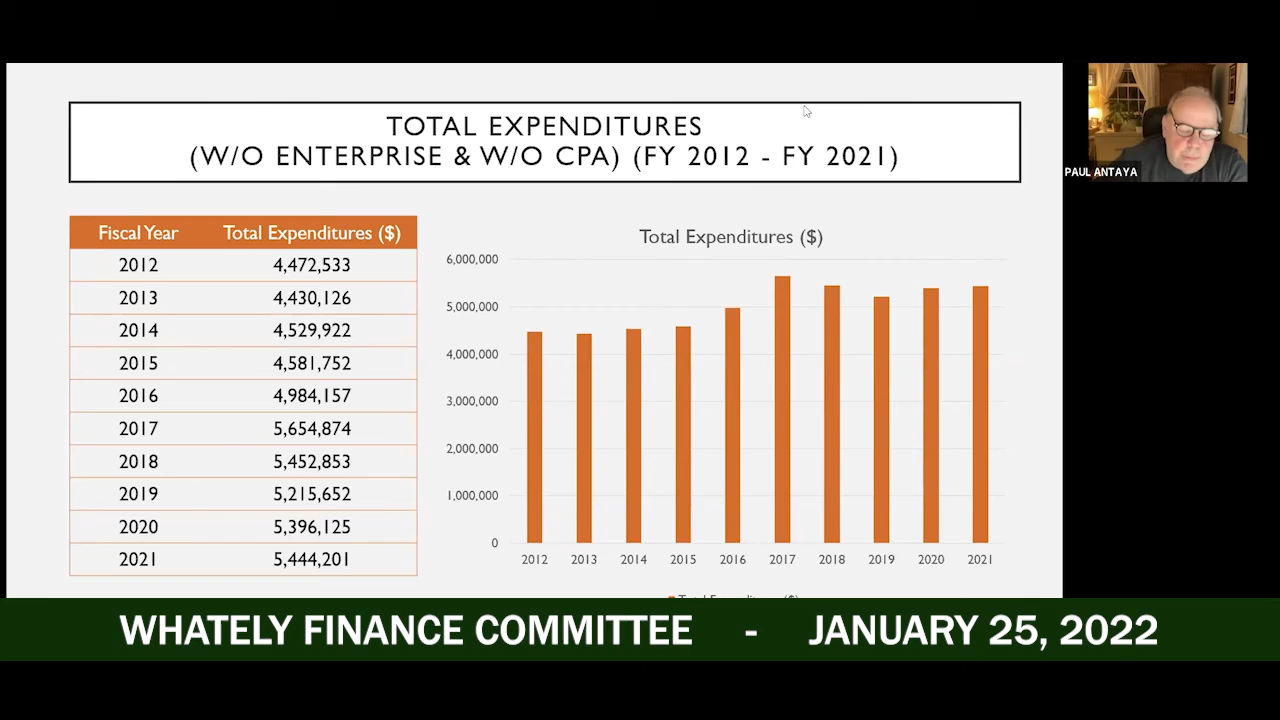 TOTAL EXPENDITURES
(W/O ENTERPRISE & W/O CPA) (FY 2012 - FY 2021)
PAUL ANTAYA
Fiscal Year Total Expenditures ($)
2012 4,472,533
2013 4,430,126
2014 4,529,922
2015 4,581,752
2016 4,984,157
2017 5,654,874
2018 5,452,853
2019 5,215,652
2020 5,396,125
2021 5,444,201
Total Expenditures ($)
6,000,000
5,000,000
4,000,000
3,000,000
2,000,000
1,000,000
0
2012 2013 2014 2015 2016 2017 2018 2019 2020 2021
Total Expenditures ($)
WHATELY FINANCE COMMITTEE - JANUARY 25, 2022